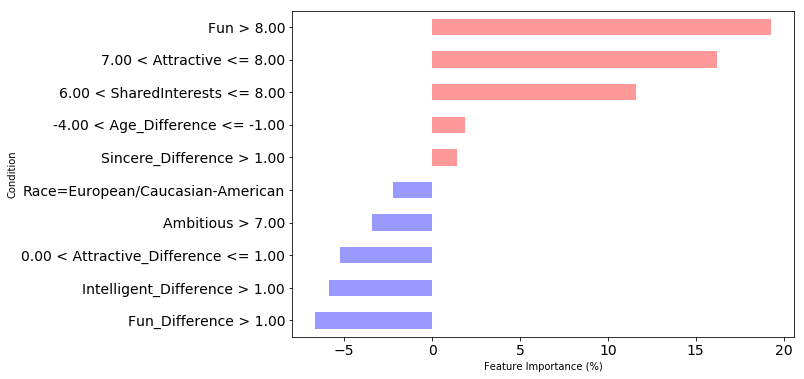 Fun > 8.00
7.00 < Attractive <= 8.00
6.00 < SharedInterests <= 8.00
-4.00 < Age_Difference <= -1.00
Sincere_Difference > 1.00
Race=European/Caucasian-American
Ambitious > 7.00
0.00 < Attractive_Difference <= 1.00
Intelligent_Difference > 1.00
Fun_Difference > 1.00
Condition
−5 0 5 10 15 20
Feature Importance (%)